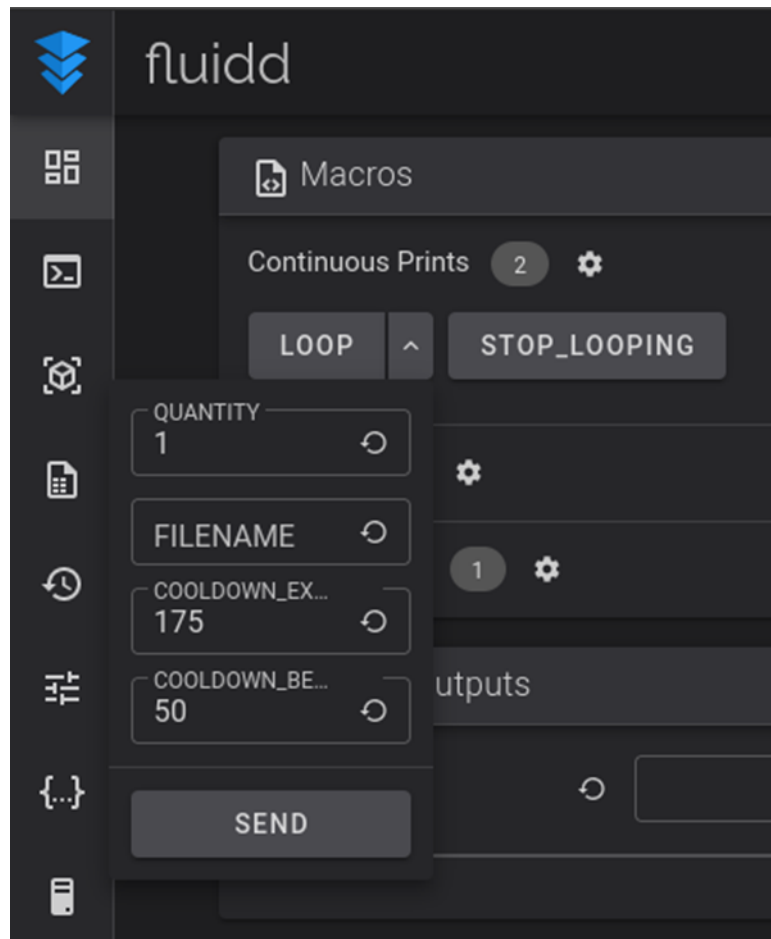 fluidd
Macros
Continuous Prints 2
LOOP STOP_LOOPING
QUANTITY
1
FILENAME
1
COOLDOWN_EX...
175
COOLDOWN_BE...
50
utputs
{...}
SEND